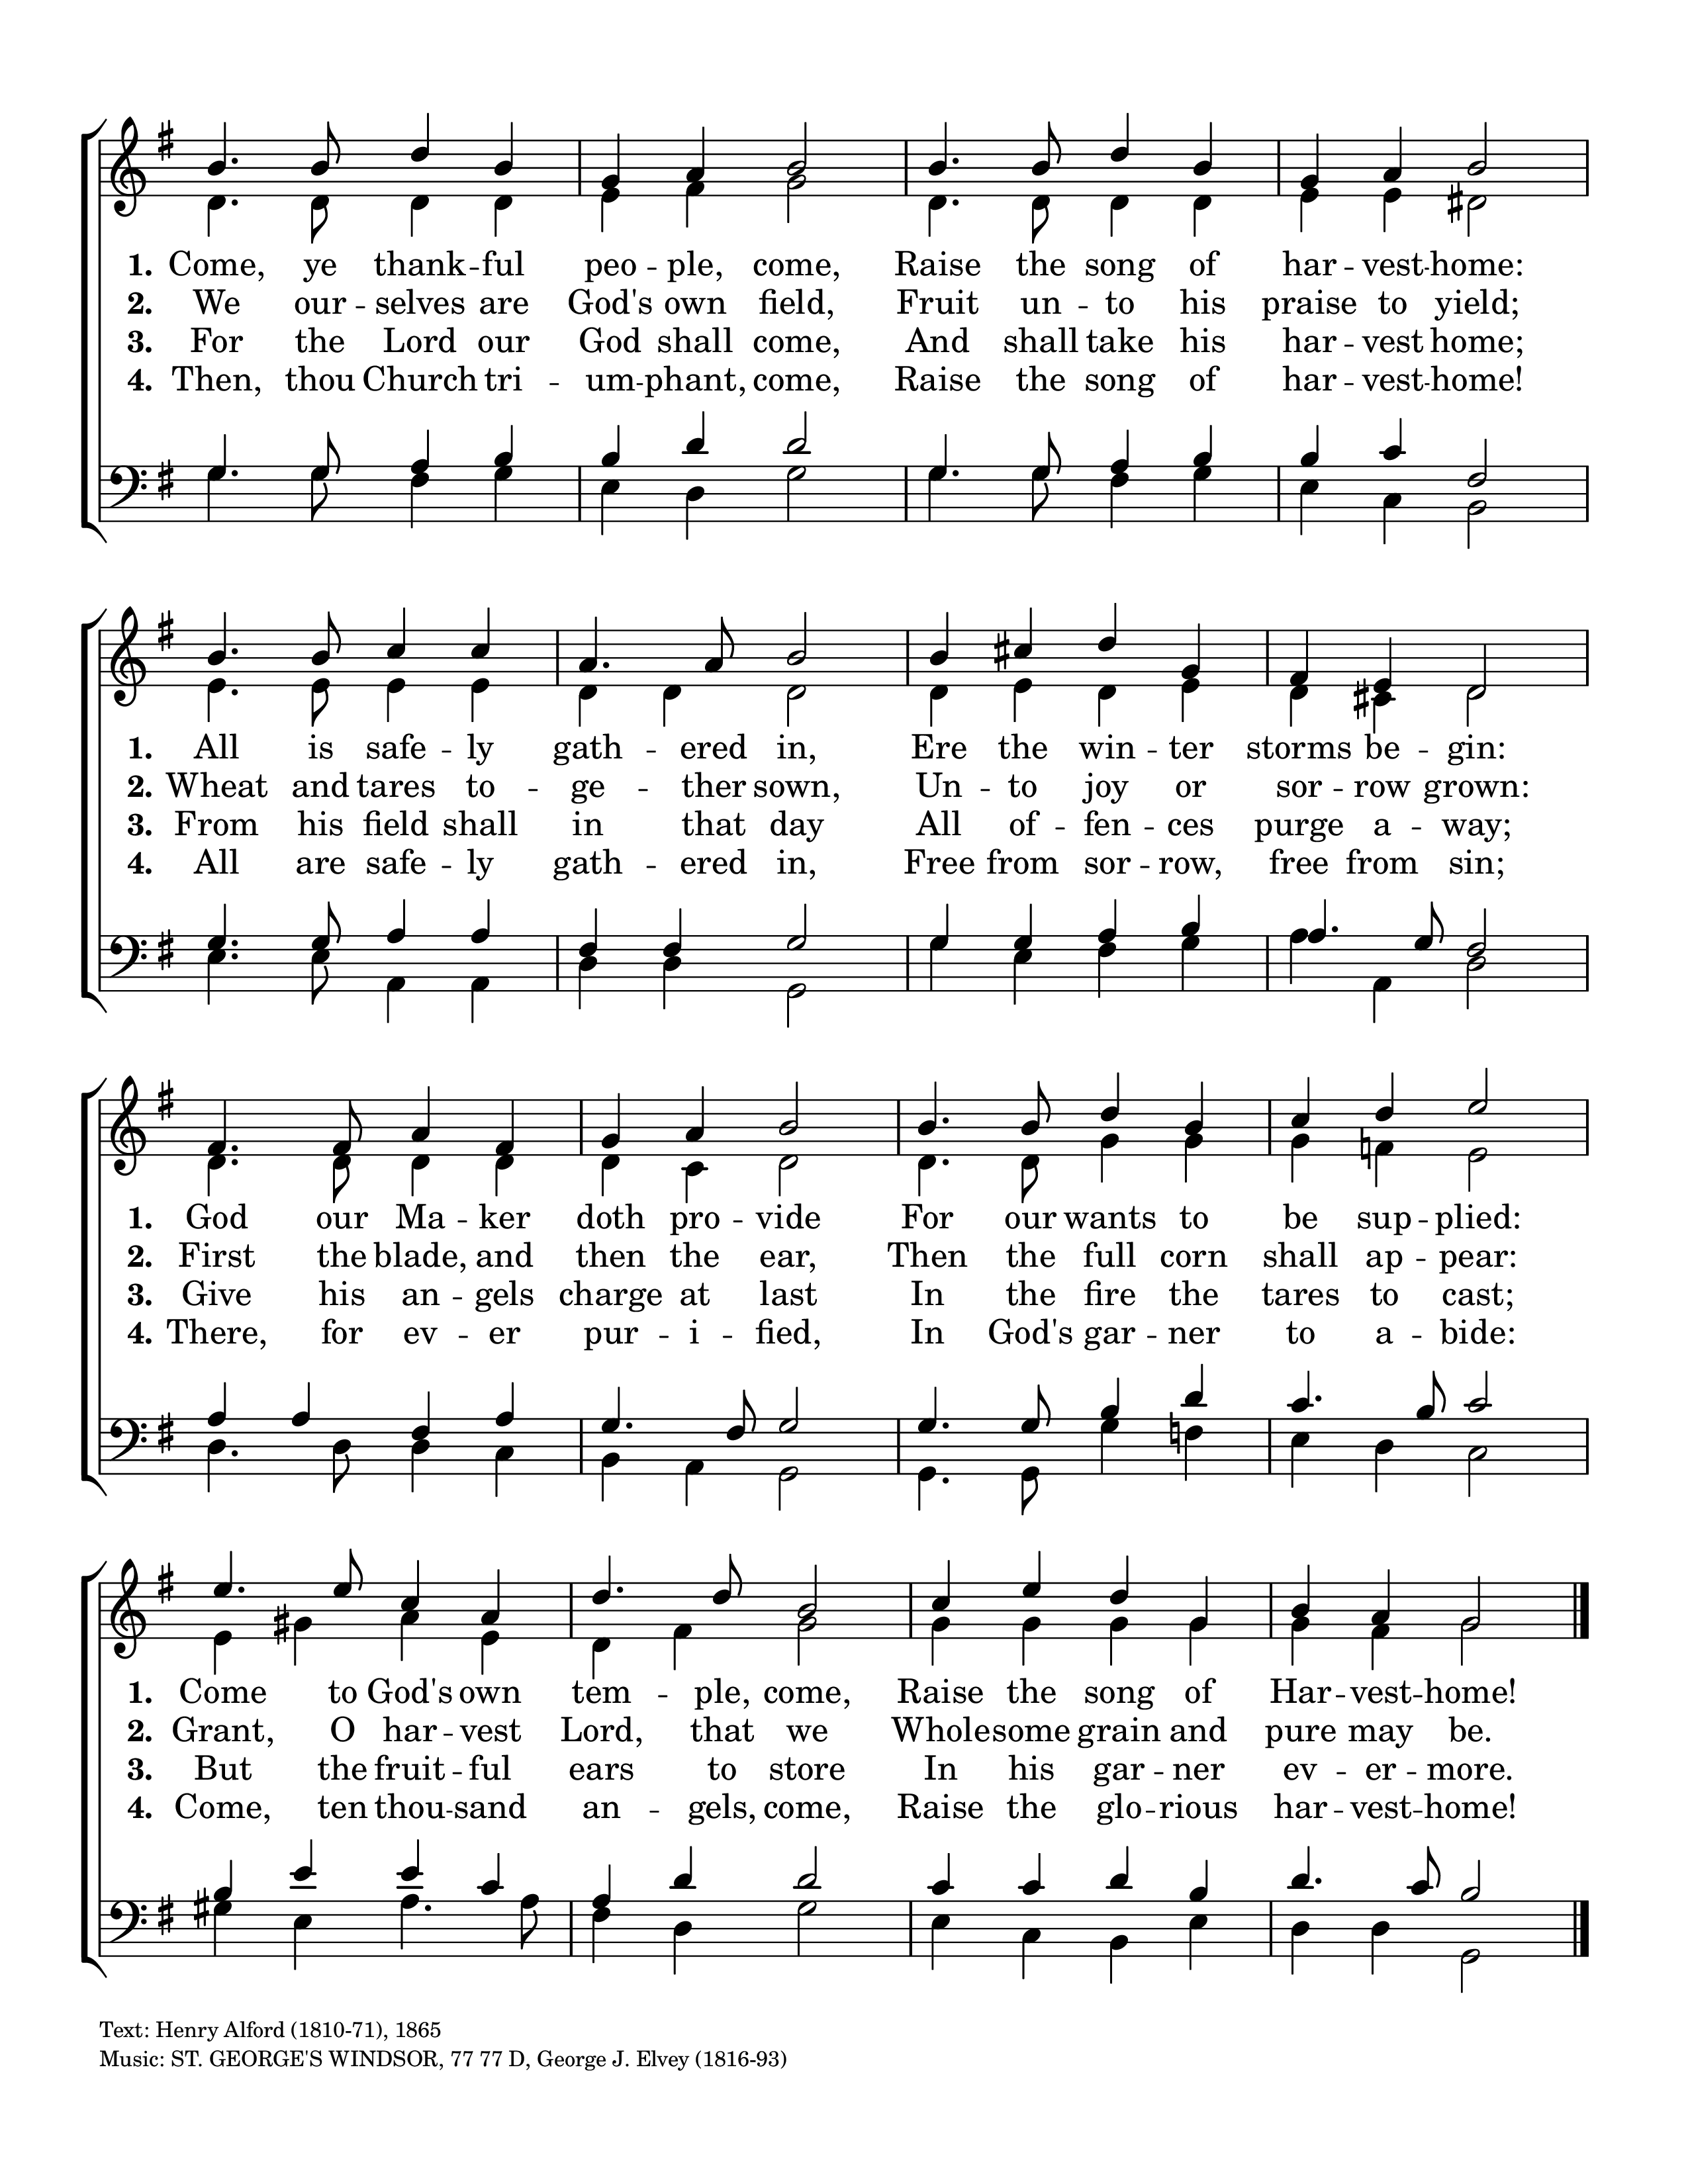 1. Come, ye thank -- ful peo -- ple, come, Raise the song of har -- vest -- home:
2. We our -- selves are God's own field, Fruit un -- to his praise to yield;
3. For the Lord our God shall come, And shall take his har -- vest home;
4. Then, thou Church tri -- um -- phant, come, Raise the song of har -- vest -- home!
1. All is safe -- ly gath -- ered in, Ere the win -- ter storms be -- gin:
2. Wheat and tares to -- ge -- ther sown, Un -- to joy or sor -- row grown:
3. From his field shall in that day All of -- fen -- ces purge a -- way;
4. All are safe -- ly gath -- ered in, Free from sor -- row, free from sin;
1. God our Ma -- ker doth pro -- vide For our wants to be sup -- plied:
2. First the blade, and then the ear, Then the full corn shall ap -- pear:
3. Give his an -- gels charge at last In the fire the tares to cast;
4. There, for ev -- er pur -- i -- fied, In God's gar -- ner to a -- bide:
1. Come to God's own tem -- ple, come, Raise the song of Har -- vest -- home!
2. Grant, O har -- vest Lord, that we Wholesome grain and pure may be.
3. But the fruit -- ful ears to store In his gar -- ner ev -- er -- more.
4. Come, ten thou -- sand an -- gels, come, Raise the glo -- rious har -- vest -- home!
Text: Henry Alford (1810-71), 1865
Music: ST. GEORGE'S WINDSOR, 77 77 D, George J. Elvey (1816-93)